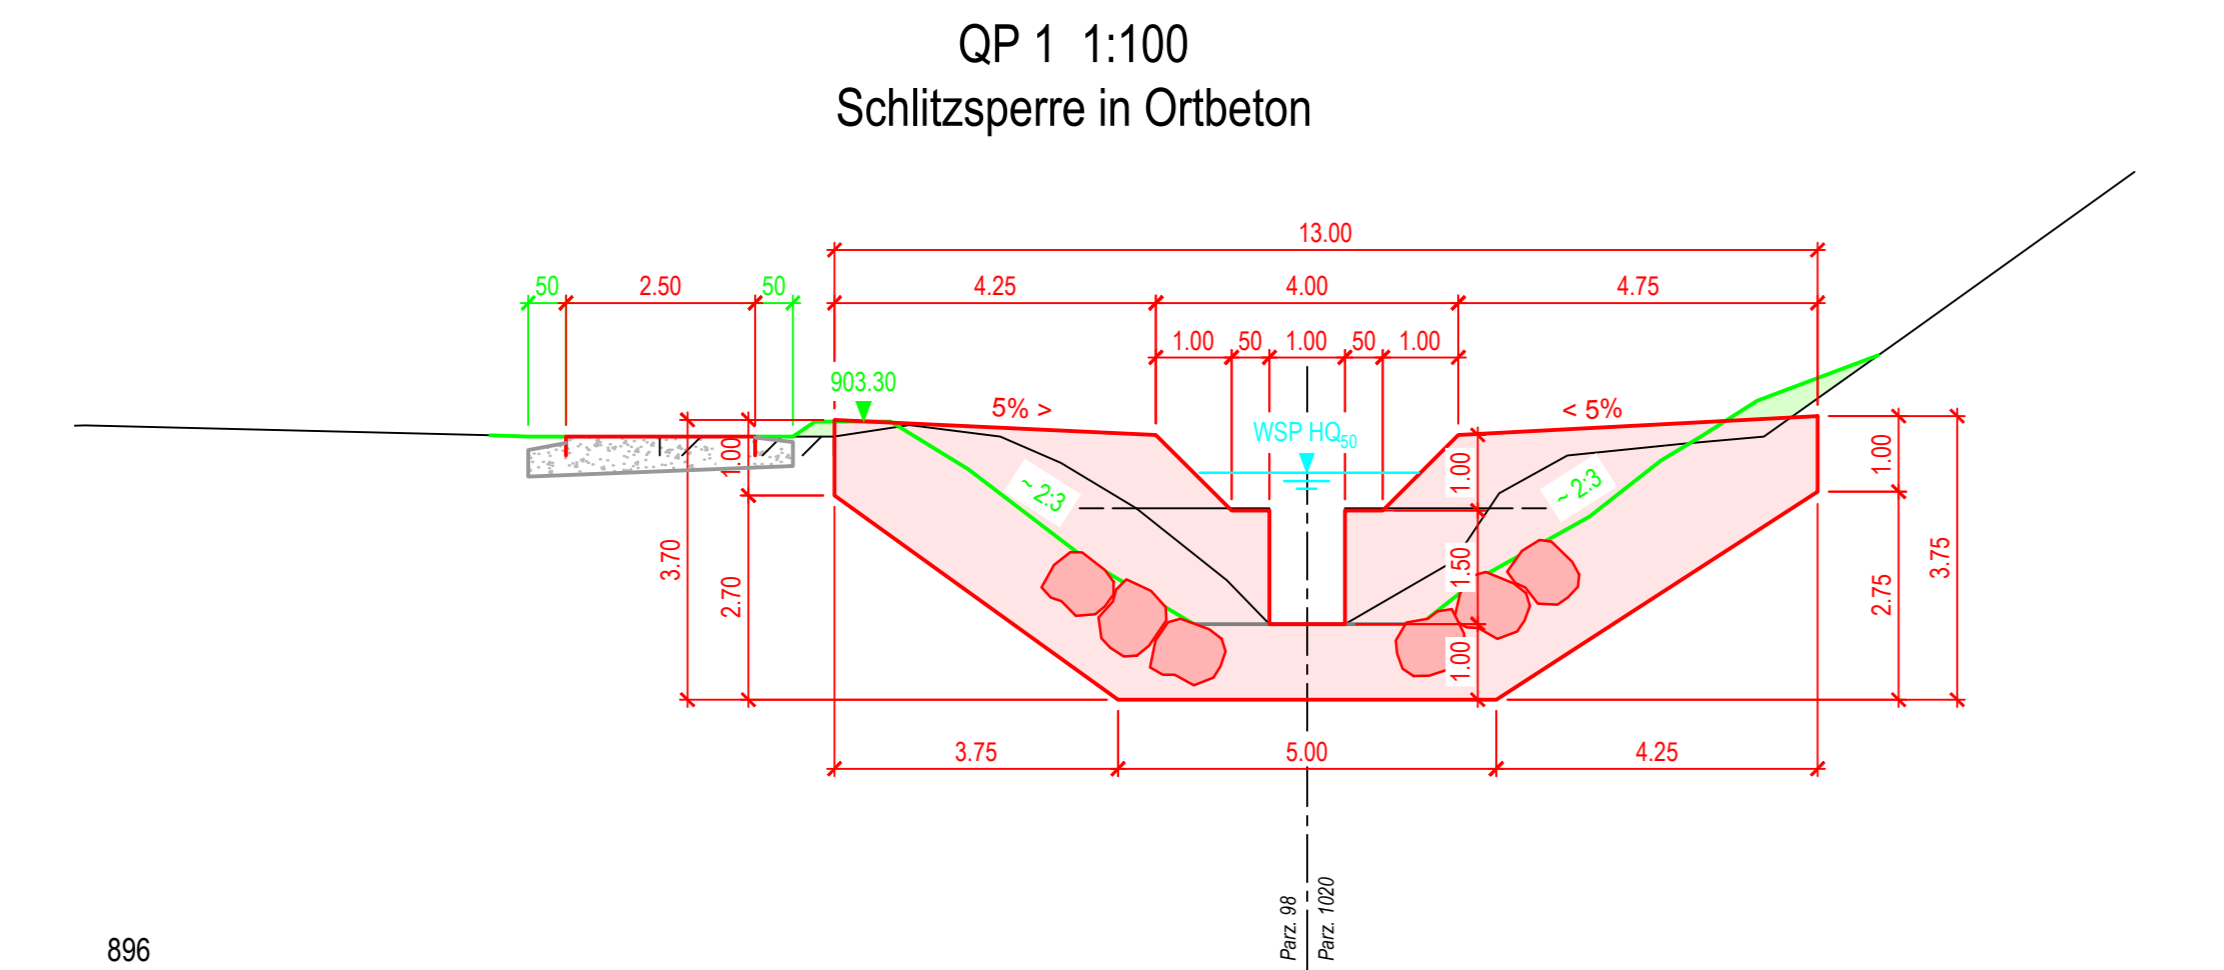 QP 1 1:100
Schlitzsperre in Ortbeton
13.00
50 2.50 50 4.25 4.00 4.75
1.00 50 1.00 50 1.00
903.30
5% > < 5%
WSP HQ50
1.00 1.00 1.00
~ 2:3 ~ 2:3
3.70 2.70 1.50 2.75 3.75
1.00
3.75 5.00 4.25
Parz. 98
Parz. 1020
896